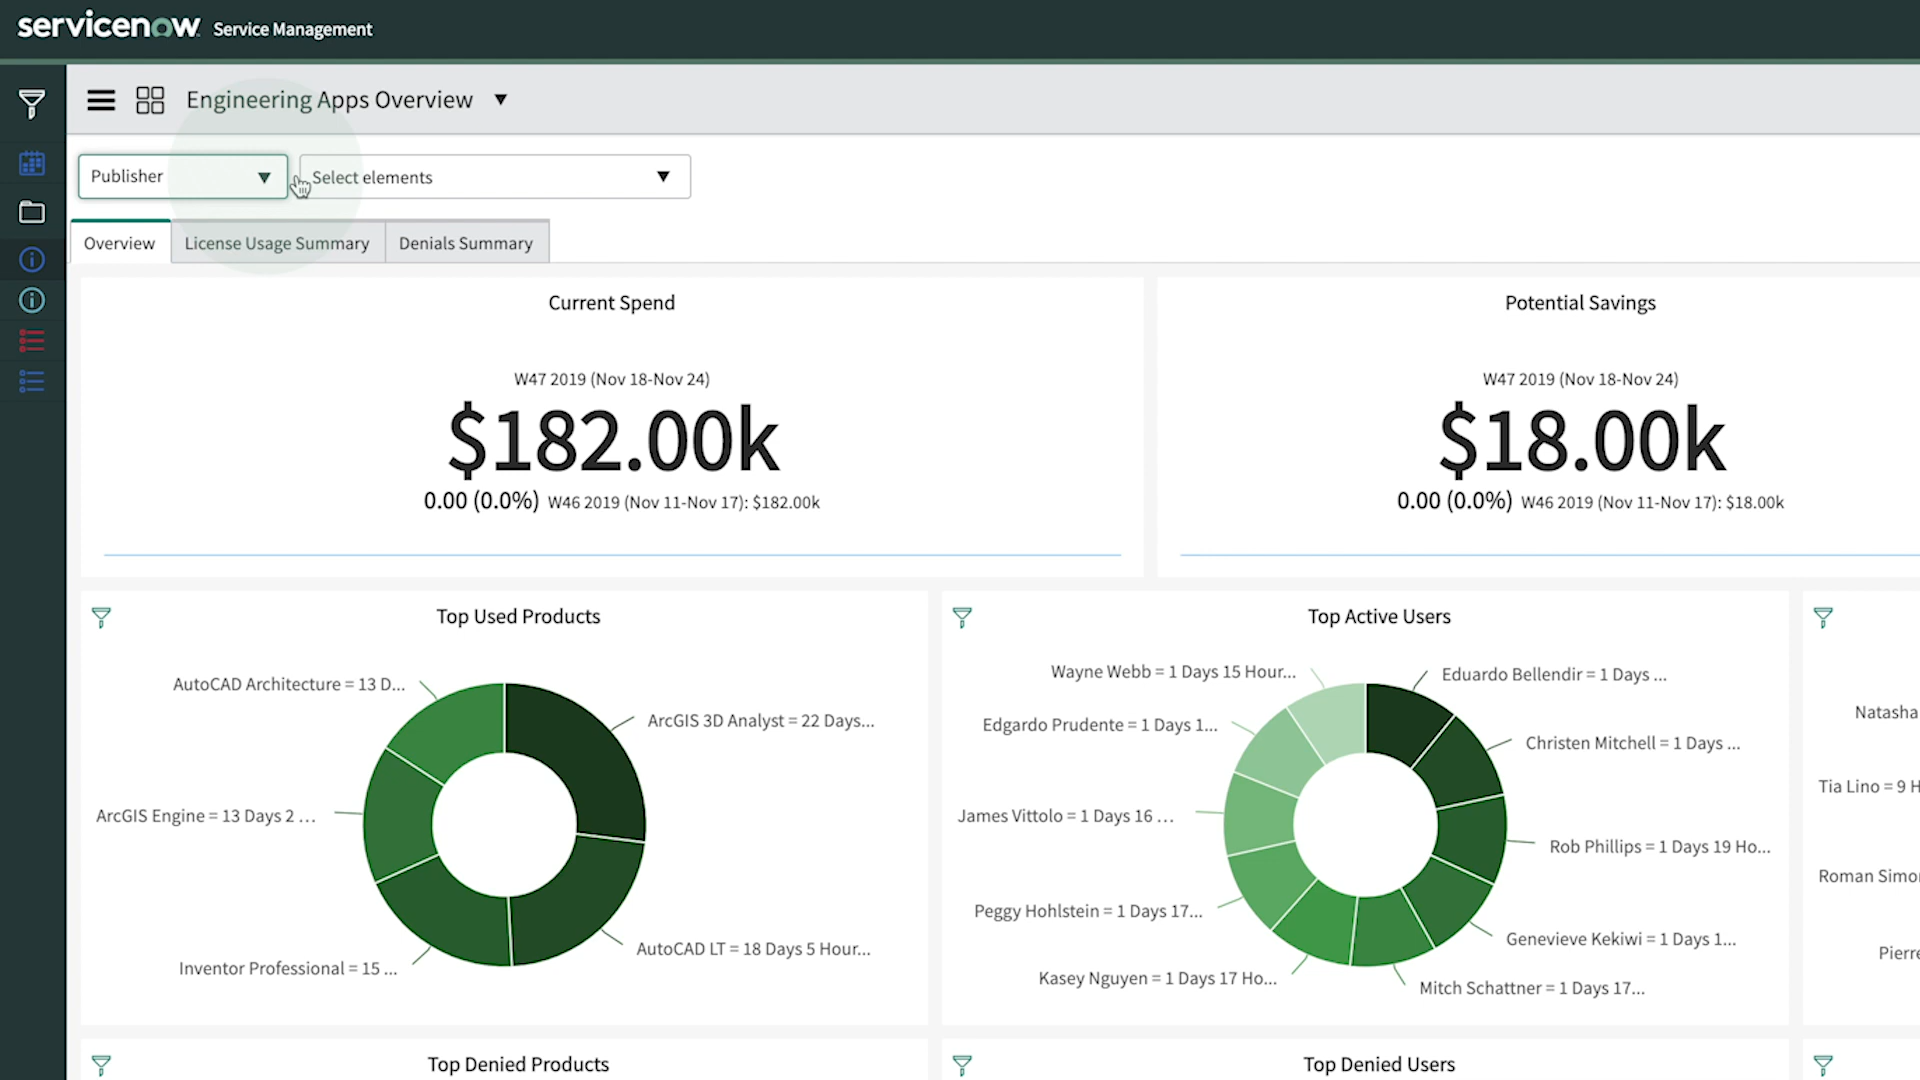 servicenow Service Management
Engineering Apps Overview
Publisher
Select elements
Overview
License Usage Summary
Denials Summary
Current Spend
W47 2019 (Nov 18-Nov 24)
$182.00k
0.00 (0.0%) W46 2019 (Nov 11-Nov 17): $182.00k
Potential Savings
W47 2019 (Nov 18-Nov 24)
$18.00k
0.00 (0.0%) W46 2019 (Nov 11-Nov 17): $18.00k
Top Used Products
AutoCAD Architecture = 13 D...
ArcGIS 3D Analyst = 22 Days...
ArcGIS Engine = 13 Days 2 ...
AutoCAD LT = 18 Days 5 Hour...
Inventor Professional = 15 ...
Top Active Users
Wayne Webb = 1 Days 15 Hour...
Eduardo Bellendir = 1 Days ...
Edgardo Prudente = 1 Days 1...
Christen Mitchell = 1 Days ...
James Vittolo = 1 Days 16 ...
Rob Phillips = 1 Days 19 Ho...
Peggy Hohlstein = 1 Days 17...
Genevieve Kekiwi = 1 Days 1...
Kasey Nguyen = 1 Days 17 Ho...
Mitch Schattner = 1 Days 17...
Natasha
Tia Lino = 9 H
Roman Simo
Pierre
Top Denied Products
Top Denied Users